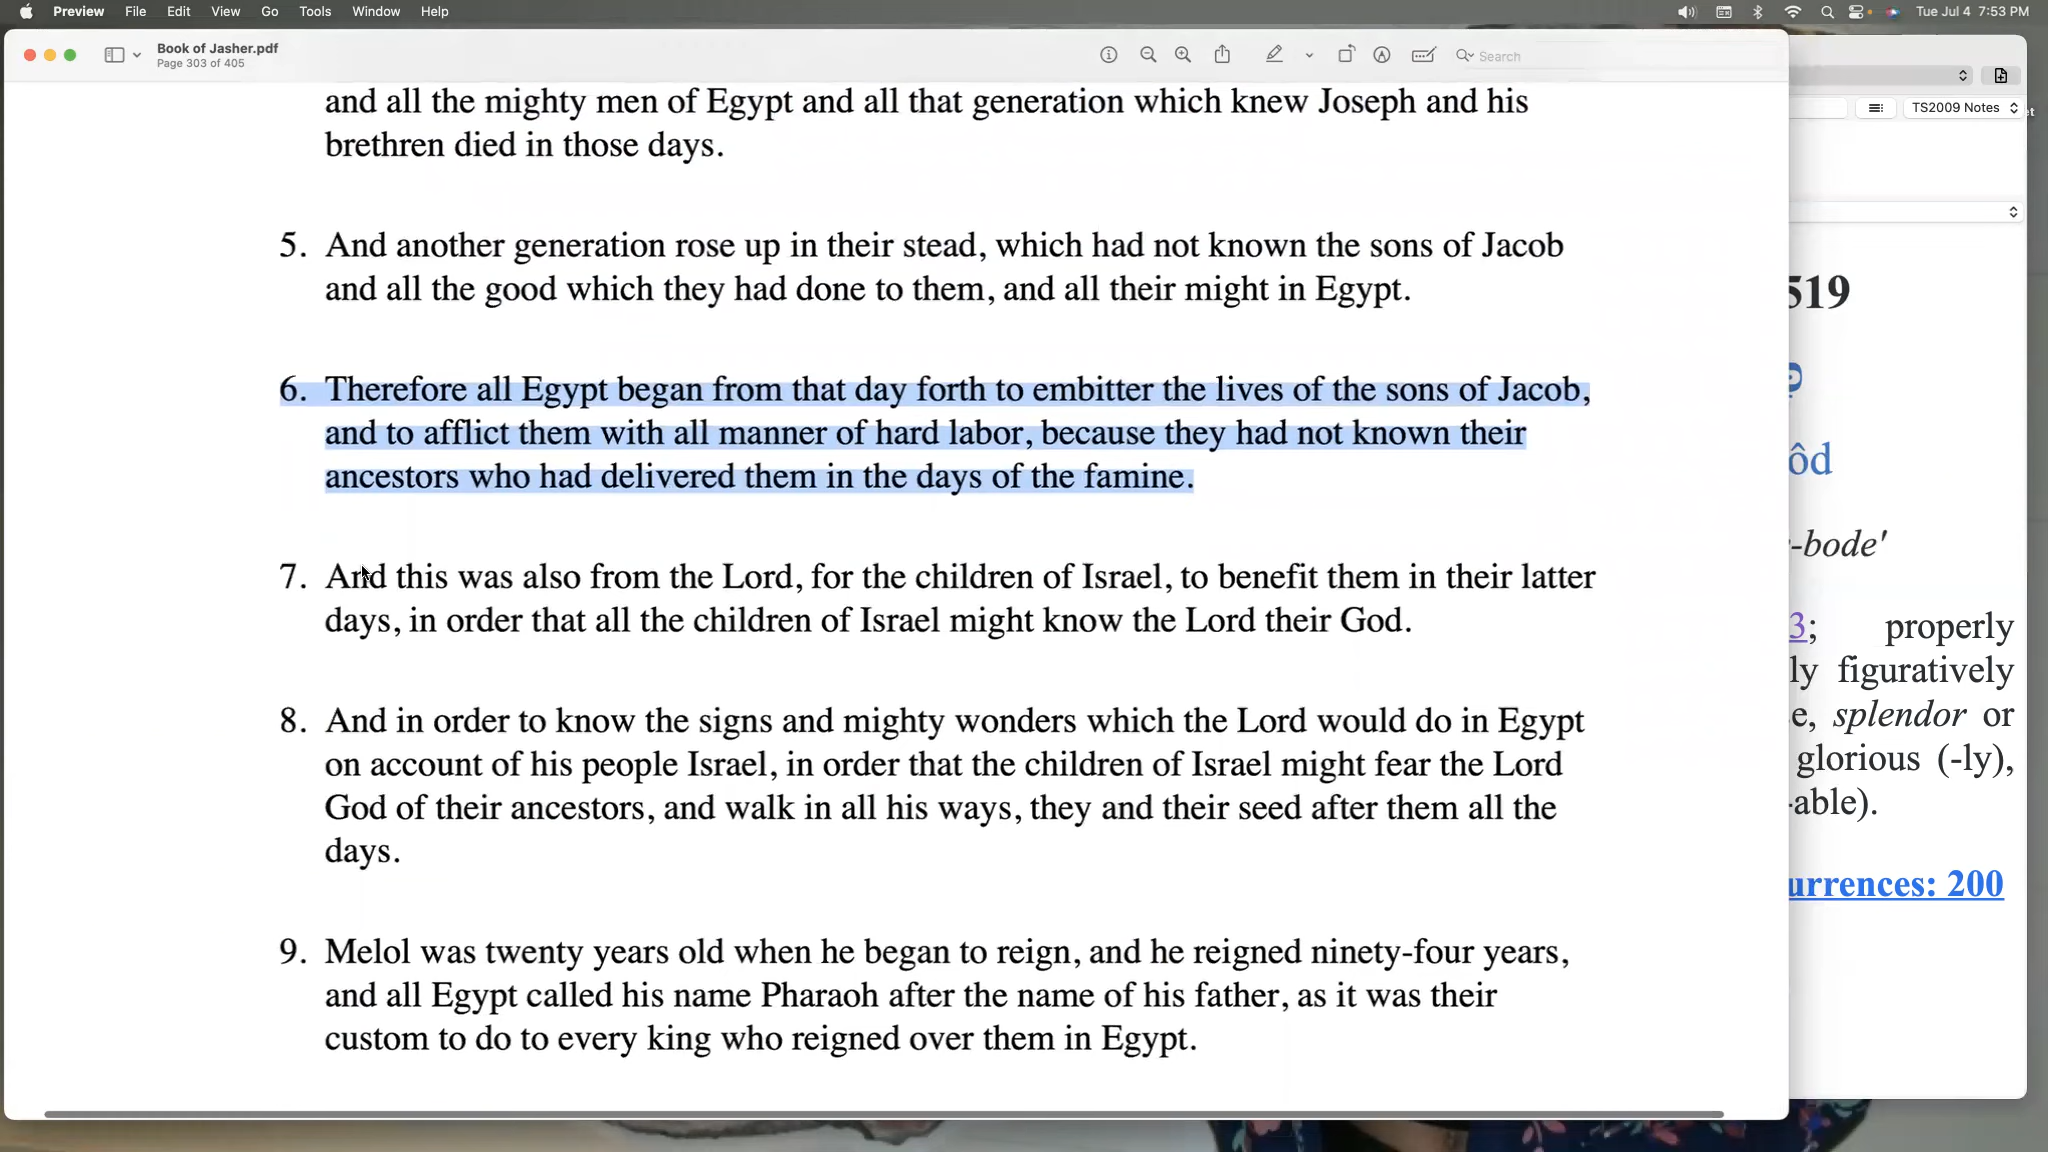 Preview File Edit View Go Tools Window Help Tue Jul 4 7:53 PM
Book of Jasher.pdf
Page 303 of 405
Search
TS2009 Notes
and all the mighty men of Egypt and all that generation which knew Joseph and his
brethren died in those days.
5. And another generation rose up in their stead, which had not known the sons of Jacob
and all the good which they had done to them, and all their might in Egypt.
6. Therefore all Egypt began from that day forth to embitter the lives of the sons of Jacob,
and to afflict them with all manner of hard labor, because they had not known their
ancestors who had delivered them in the days of the famine.
7. And this was also from the Lord, for the children of Israel, to benefit them in their latter
days, in order that all the children of Israel might know the Lord their God.
8. And in order to know the signs and mighty wonders which the Lord would do in Egypt
on account of his people Israel, in order that the children of Israel might fear the Lord
God of their ancestors, and walk in all his ways, they and their seed after them all the
days.
9. Melol was twenty years old when he began to reign, and he reigned ninety-four years,
and all Egypt called his name Pharaoh after the name of his father, as it was their
custom to do to every king who reigned over them in Egypt.
519
ôd
-bode'
3; properly
ly figuratively
e, splendor or
glorious (-ly),
-able).
urrences: 200